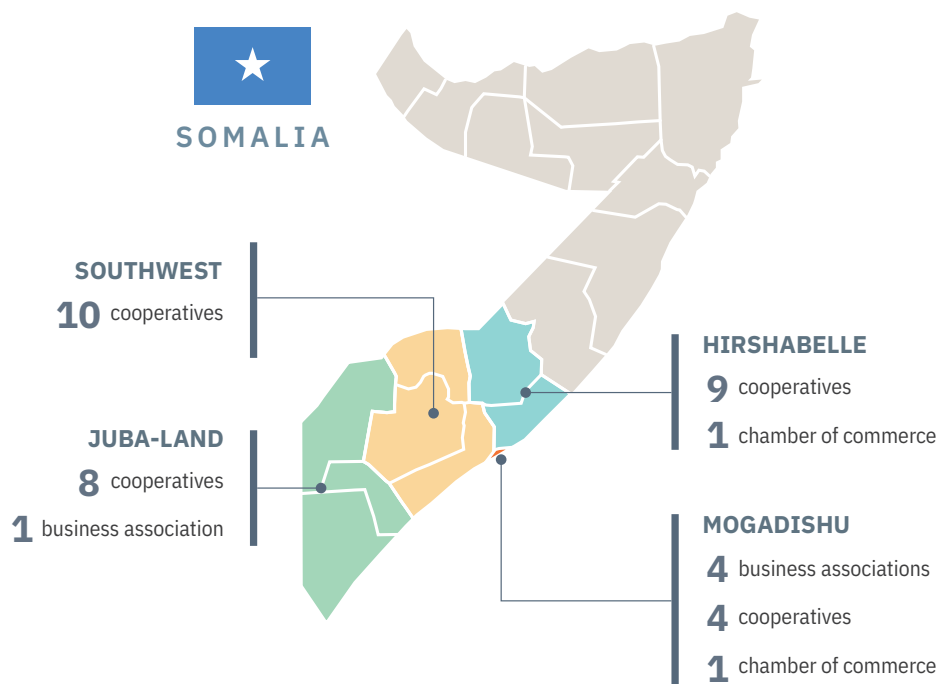 SOMALIA
SOUTHWEST
10 cooperatives
JUBA-LAND
8 cooperatives
1 business association
HIRSHABELLE
9 cooperatives
1 chamber of commerce
MOGADISHU
4 business associations
4 cooperatives
1 chamber of commerce